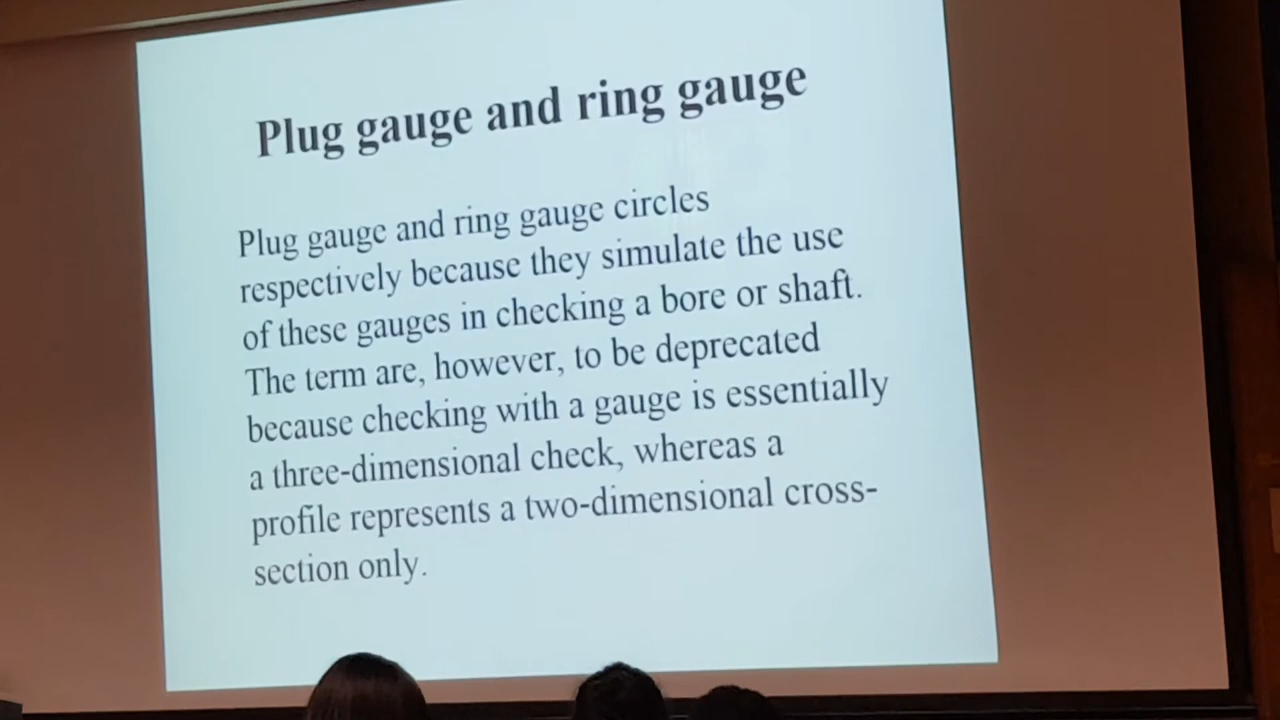 Plug gauge and ring gauge
Plug gauge and ring gauge circles
respectively because they simulate the use
of these gauges in checking a bore or shaft.
The term are, however, to be deprecated
because checking with a gauge is essentially
a three-dimensional check, whereas a
profile represents a two-dimensional cross-
section only.